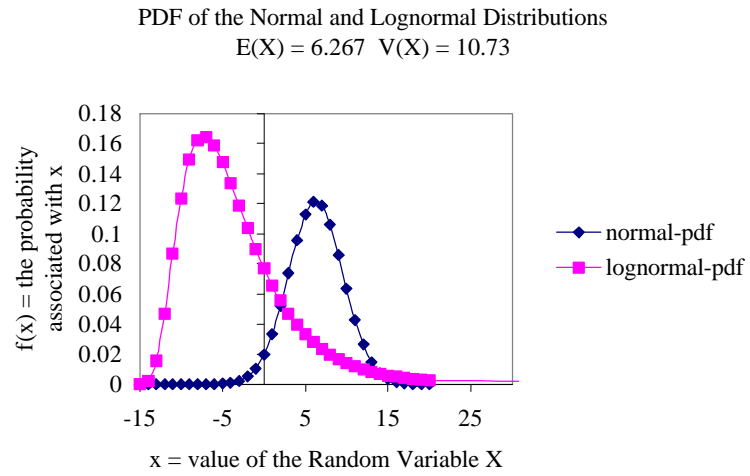 PDF of the Normal and Lognormal Distributions
E(X) = 6.267 V(X) = 10.73
f(x) = the probability
associated with x
0.18
0.16
0.14
0.12
0.1
0.08
0.06
0.04
0.02
0
-15 -5 5 15 25
x = value of the Random Variable X
normal-pdf
lognormal-pdf